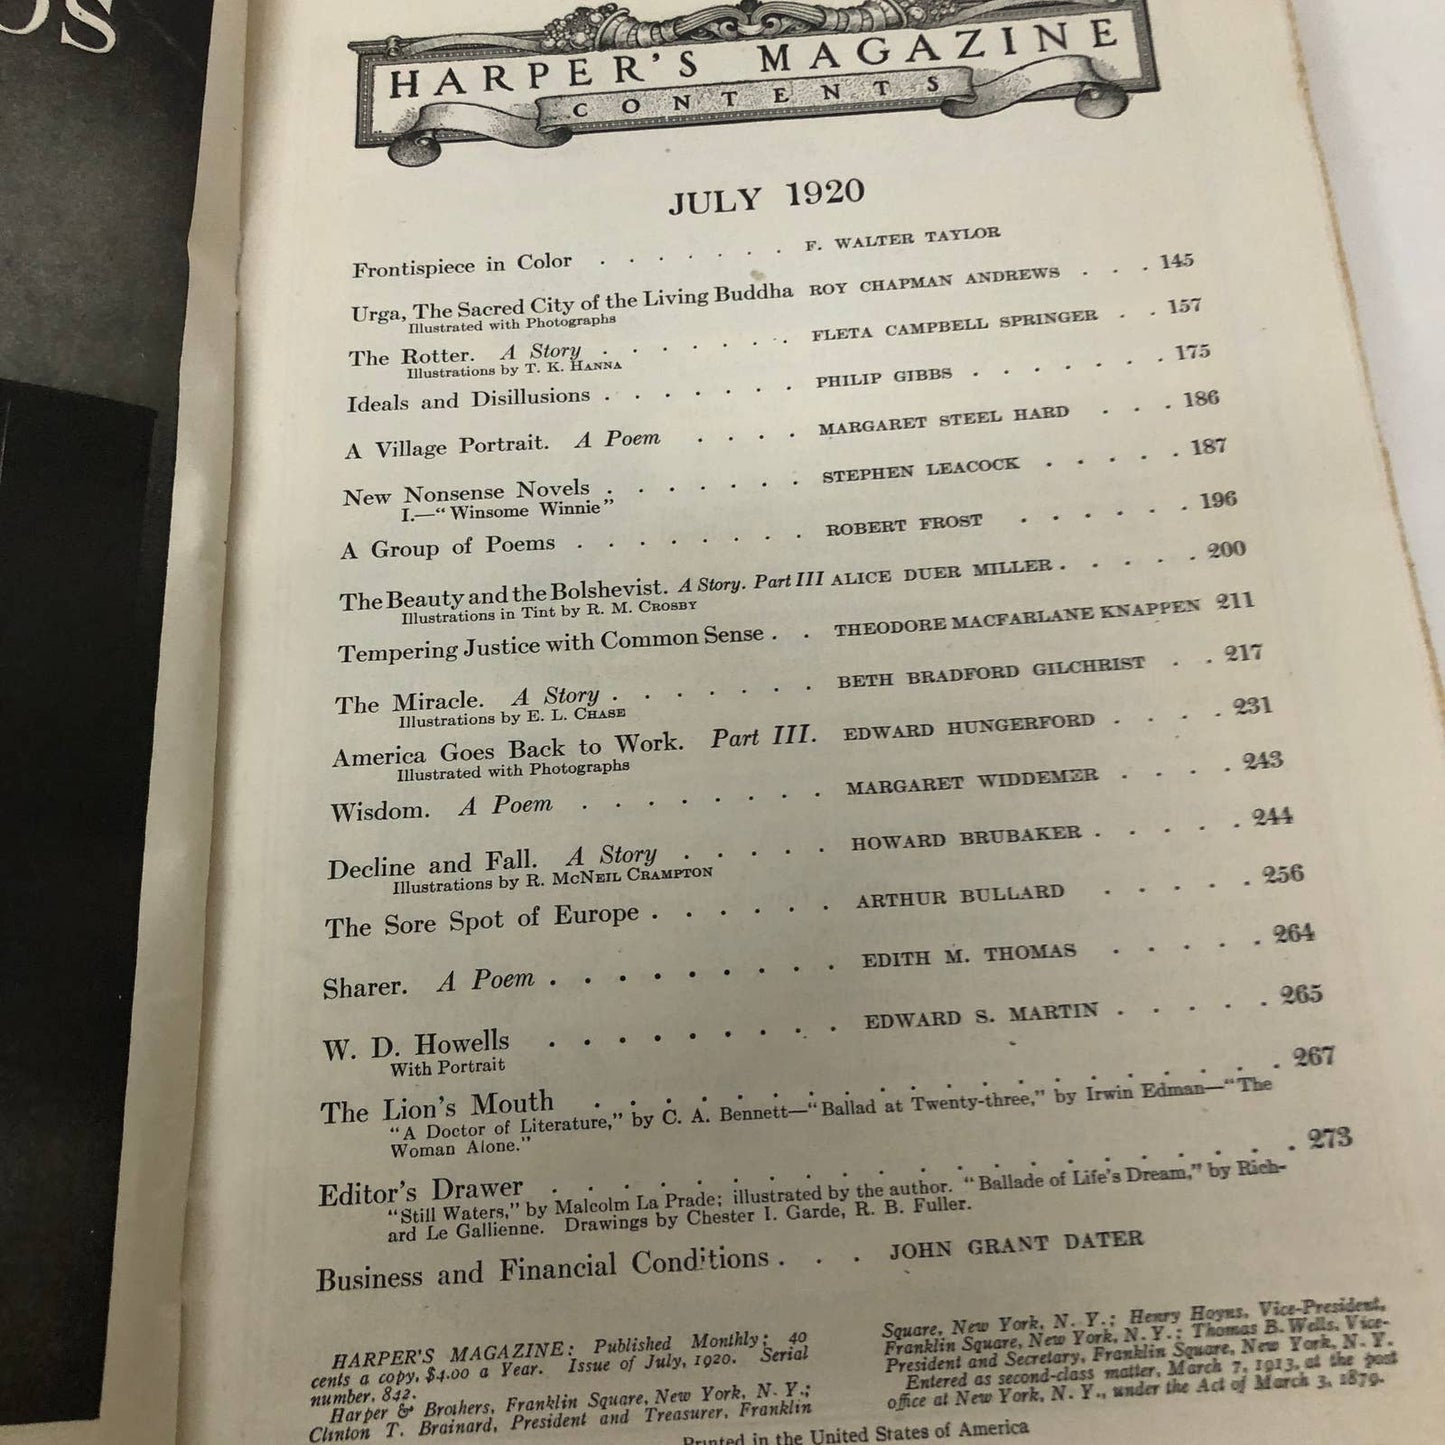 OS
HARPER'S MAGAZINE
CONTENTS
JULY 1920
Frontispiece in Color . . . . . . . F. WALTER TAYLOR
Urga, The Sacred City of the Living Buddha ROY CHAPMAN ANDREWS . . . 145
Illustrated with Photographs
The Rotter. A Story . . . . . . . FLETA CAMPBELL SPRINGER . . 157
Illustrations by T. K. HANNA
Ideals and Disillusions . . . . . . . PHILIP GIBBS . . . . . . . 175
A Village Portrait. A Poem . . . . MARGARET STEEL HARD . . . 186
New Nonsense Novels . . . . . . . STEPHEN LEACOCK . . . . . 187
I.—"Winsome Winnie"
A Group of Poems . . . . . . . . ROBERT FROST . . . . . . 196
The Beauty and the Bolshevist. A Story. Part III ALICE DUER MILLER . . . . . 200
Illustrations in Tint by R. M. CROSBY
Tempering Justice with Common Sense . . THEODORE MACFARLANE KNAPPEN 211
The Miracle. A Story . . . . . . . BETH BRADFORD GILCHRIST . . 217
Illustrations by E. L. CHASE
America Goes Back to Work. Part III. EDWARD HUNGERFORD . . . . 231
Illustrated with Photographs
Wisdom. A Poem . . . . . . . . MARGARET WIDDEMER . . . . 243
Decline and Fall. A Story . . . . . HOWARD BRUBAKER . . . . . 244
Illustrations by R. MCNEIL CRAMPTON
The Sore Spot of Europe . . . . . . ARTHUR BULLARD . . . . . 256
Sharer. A Poem . . . . . . . . . EDITH M. THOMAS . . . . . 264
W. D. Howells . . . . . . . . . EDWARD S. MARTIN . . . . . 265
With Portrait
The Lion's Mouth . . . . . . . . . . . . . . . . . . . 267
"A Doctor of Literature," by C. A. Bennett—"Ballad at Twenty-three," by Irwin Edman—"The
Woman Alone."
Editor's Drawer . . . . . . . . . . . . . . . . . . . . 273
"Still Waters," by Malcolm La Prade; illustrated by the author. "Ballade of Life's Dream," by Rich-
ard Le Gallienne. Drawings by Chester I. Garde, R. B. Fuller.
Business and Financial Conditions . . . JOHN GRANT DATER
HARPER'S MAGAZINE: Published Monthly; 40
cents a copy, $4.00 a Year. Issue of July, 1920. Serial
number, 842.
Harper & Brothers, Franklin Square, New York, N. Y.;
Clinton T. Brainard, President and Treasurer, Franklin
Square, New York, N. Y.; Henry Hoyns, Vice-President,
Franklin Square, New York, N. Y.; Thomas B. Wells, Vice-
President and Secretary, Franklin Square, New York, N. Y.
Entered as second-class matter, March 7, 1913, at the post
office at New York, N. Y., under the Act of March 3, 1879.
Printed in the United States of America